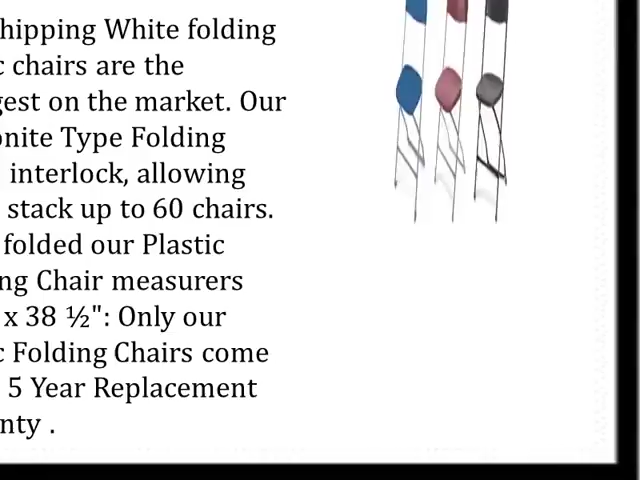 hipping White folding
c chairs are the
gest on the market. Our
onite Type Folding
interlock, allowing
stack up to 60 chairs.
folded our Plastic
ng Chair measurers
x 38 ½": Only our
c Folding Chairs come
5 Year Replacement
nty .